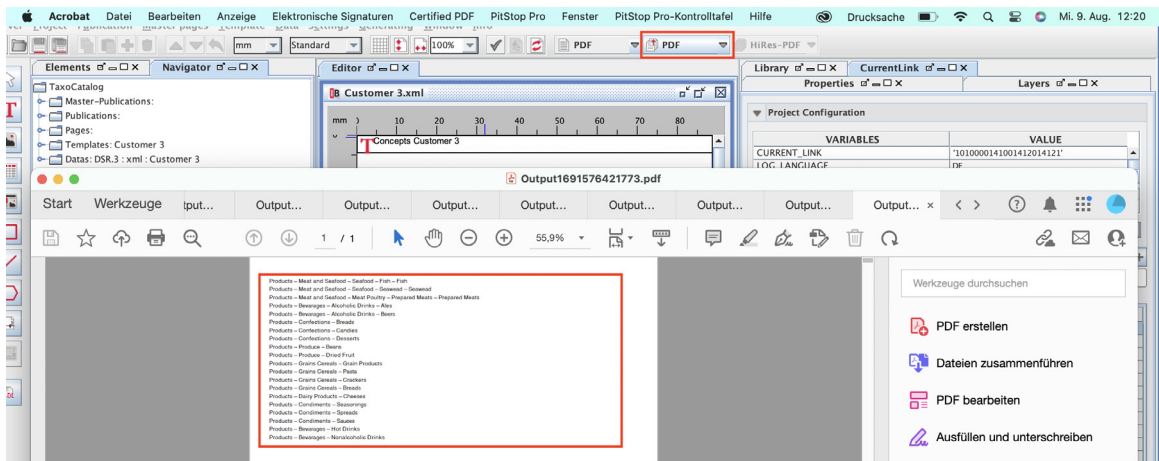 Acrobat Datei Bearbeiten Anzeige Elektronische Signaturen Certified PDF PitStop Pro Fenster PitStop Pro-Kontrolltafel Hilfe Drucksache Mi. 9. Aug. 12:20
mm Standard 100% PDF PDF HiRes-PDF
Elements Navigator Editor Library CurrentLink
Properties Layers
TaxoCatalog
Master-Publications:
Publications:
Pages:
Templates: Customer 3
Datas: DSR.3 : xml : Customer 3
Customer 3.xml
mm 10 20 30 40 50 60 70 80
Concepts Customer 3
Project Configuration
VARIABLES VALUE
CURRENT_LINK '1010000141001412014121'
LOG_LANGUAGE DE
Output1691576421773.pdf
Start Werkzeuge tput... Output... Output... Output... Output... Output... Output... Output... Output...
1 / 1 55,9%
Products – Meat and Seafood – Seafood – Fish – Fish
Products – Meat and Seafood – Seafood – Seawead – Seawead
Products – Meat and Seafood – Meat Poultry – Prepared Meats – Prepared Meats
Products – Bewarages – Alcoholic Drinks – Ales
Products – Bewarages – Alcoholic Drinks – Beers
Products – Confections – Breads
Products – Confections – Candies
Products – Confections – Desserts
Products – Produce – Beans
Products – Produce – Dried Fruit
Products – Grains Cereals – Grain Products
Products – Grains Cereals – Pasta
Products – Grains Cereals – Crackers
Products – Grains Cereals – Breads
Products – Dairy Products – Cheeses
Products – Condiments – Seasonings
Products – Condiments – Spreads
Products – Condiments – Sauces
Products – Bewarages – Hot Drinks
Products – Bewarages – Nonalcoholic Drinks
Werkzeuge durchsuchen
PDF erstellen
Dateien zusammenführen
PDF bearbeiten
Ausfüllen und unterschreiben